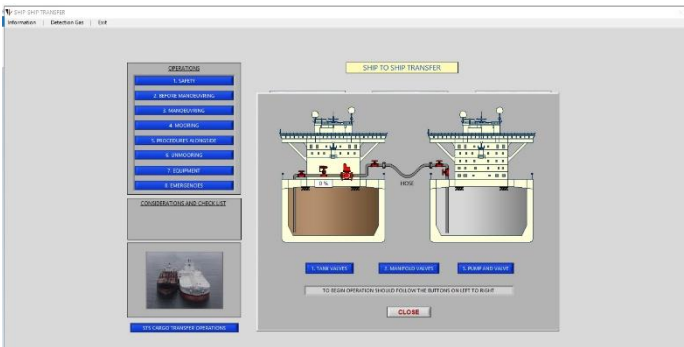 SHIP-SHIP TRANSFER
Information | Detection Gas | Exit
OPERATIONS
1. SAFETY
2. BEFORE MANOEUVRING
3. MANOEUVRING
4. MOORING
5. PROCEDURES ALONGSIDE
6. UNMOORING
7. EQUIPMENT
8. EMERGENCIES
CONSIDERATIONS AND CHECK LIST
STS CARGO TRANSFER OPERATIONS
SHIP TO SHIP TRANSFER
0 %
HOSE
1. TANK VALVES
2. MANIFOLD VALVES
3. PUMP AND VALVE
TO BEGIN OPERATION SHOULD FOLLOW THE BUTTONS ON LEFT TO RIGHT
CLOSE